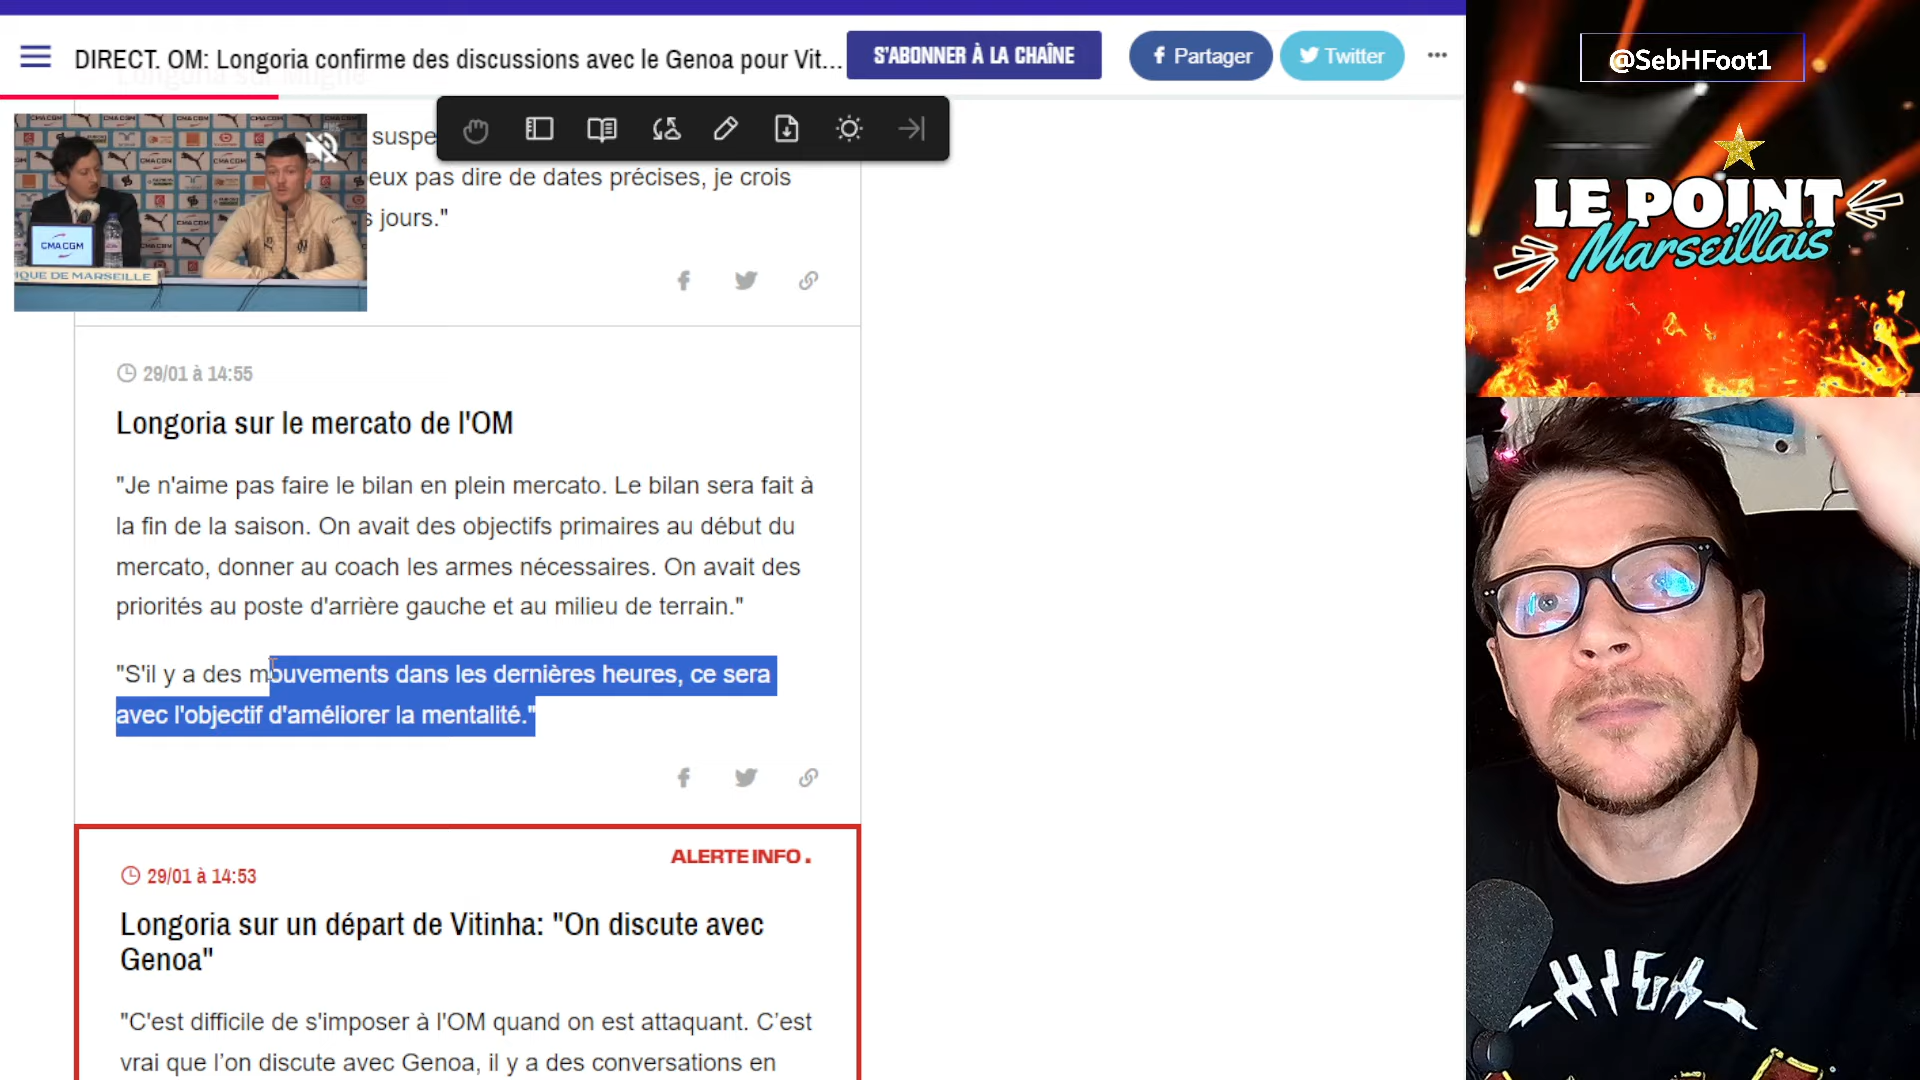 DIRECT. OM: Longoria confirme des discussions avec le Genoa pour Vit...
S'ABONNER À LA CHAÎNE
Partager
Twitter
@SebHFoot1
Longoria sur
suspe
eux pas dire de dates précises, je crois
s jours."
CMA CGM
IQUE DE MARSEILLE
LE POINT
Marseillais
29/01 à 14:55
Longoria sur le mercato de l'OM
"Je n'aime pas faire le bilan en plein mercato. Le bilan sera fait à
la fin de la saison. On avait des objectifs primaires au début du
mercato, donner au coach les armes nécessaires. On avait des
priorités au poste d'arrière gauche et au milieu de terrain."
"S'il y a des mouvements dans les dernières heures, ce sera
avec l'objectif d'améliorer la mentalité."
ALERTE INFO.
29/01 à 14:53
Longoria sur un départ de Vitinha: "On discute avec
Genoa"
"C'est difficile de s'imposer à l'OM quand on est attaquant. C’est
vrai que l’on discute avec Genoa, il y a des conversations en